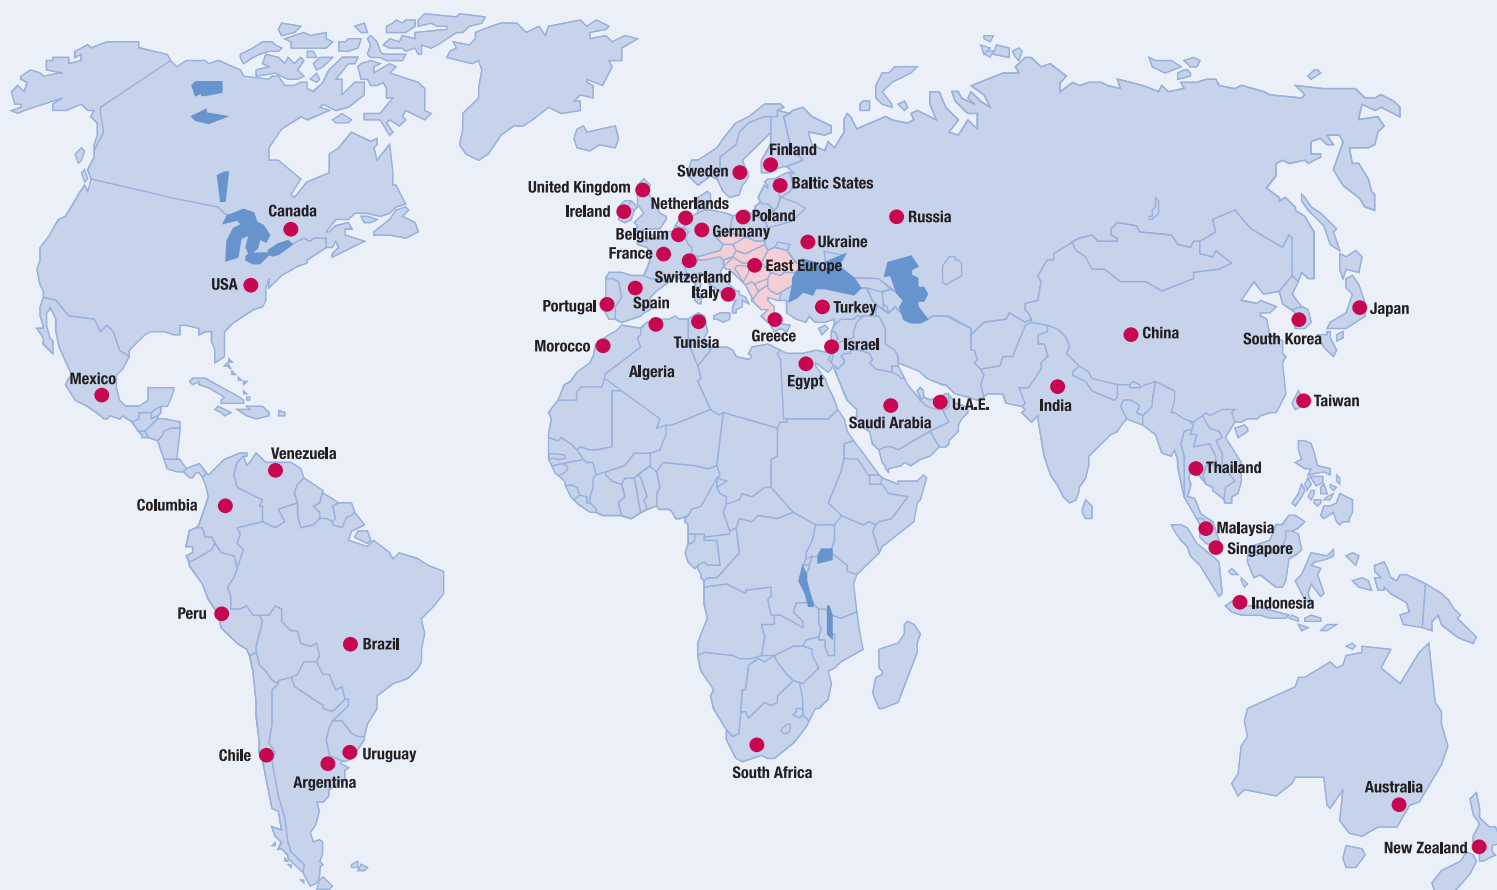 Finland
Sweden
Baltic States
United Kingdom
Netherlands
Ireland
Poland
Russia
Canada
Germany
Belgium
Ukraine
France
East Europe
Switzerland
USA
Italy
Spain
Portugal
Turkey
Japan
Greece
China
South Korea
Tunisia
Israel
Morocco
Algeria
Mexico
Egypt
India
U.A.E.
Taiwan
Saudi Arabia
Venezuela
Thailand
Columbia
Malaysia
Singapore
Indonesia
Peru
Brazil
Uruguay
Chile
South Africa
Argentina
Australia
New Zealand